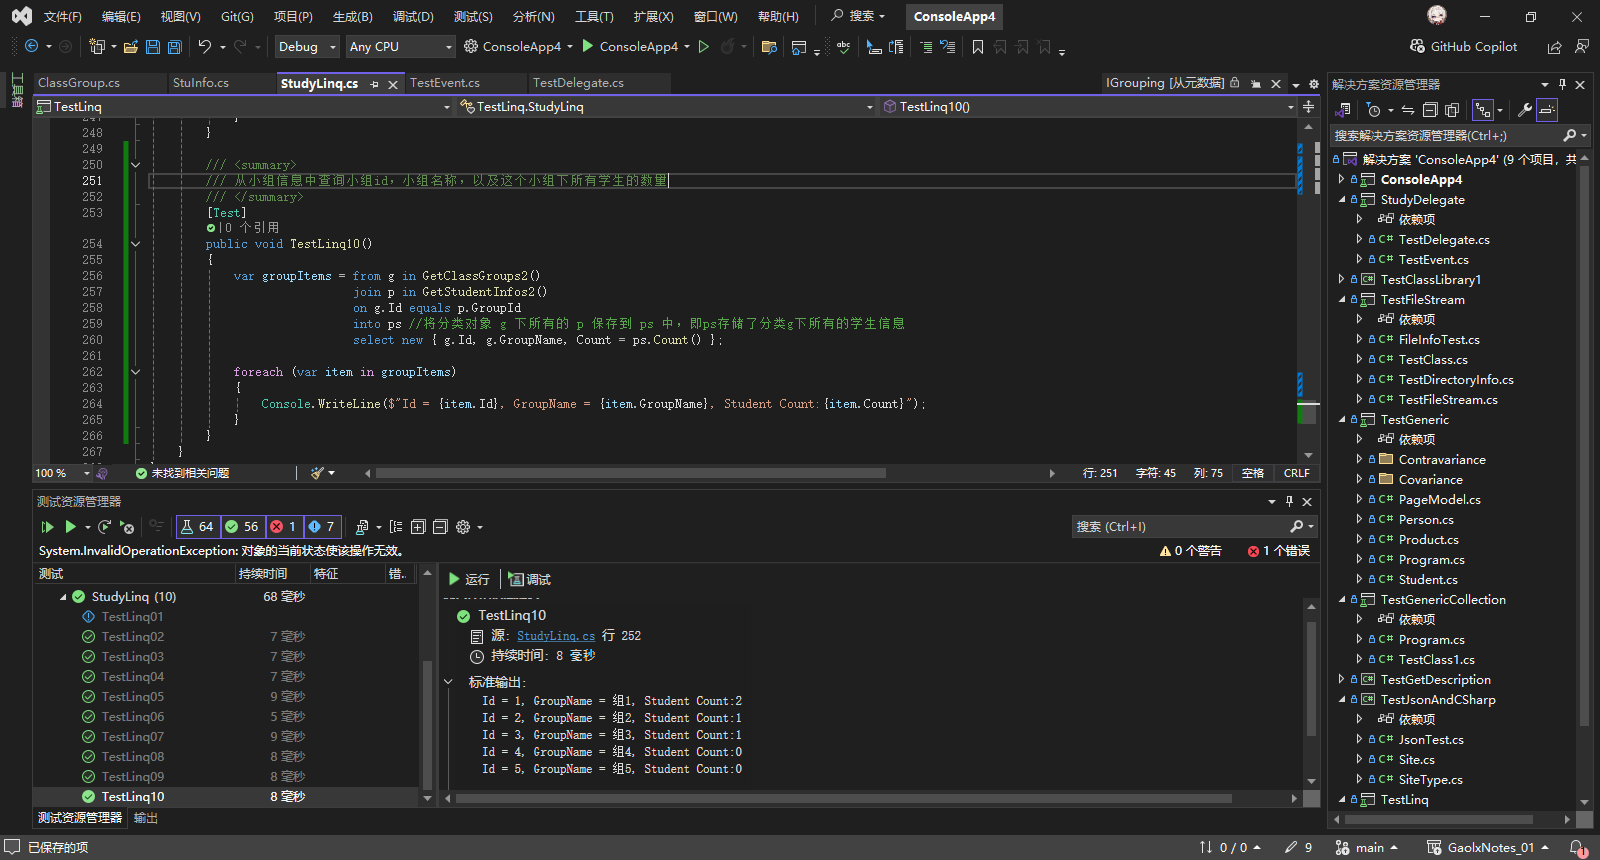 文件(F) 编辑(E) 视图(V) Git(G) 项目(P) 生成(B) 调试(D) 测试(S) 分析(N) 工具(T) 扩展(X) 窗口(W) 帮助(H) 搜索 ConsoleApp4
Debug Any CPU ConsoleApp4 ConsoleApp4 GitHub Copilot
工具箱
ClassGroup.cs StuInfo.cs StudyLinq.cs TestEvent.cs TestDelegate.cs IGrouping [从元数据]
TestLinq TestLinq.StudyLinq TestLinq10()
247 }
248 }
249
250 /// <summary>
251 /// 从小组信息中查询小组id，小组名称，以及这个小组下所有学生的数量
252 /// </summary>
253 [Test]
0 个引用
254 public void TestLinq10()
255 {
256 var groupItems = from g in GetClassGroups2()
257 join p in GetStudentInfos2()
258 on g.Id equals p.GroupId
259 into ps //将分类对象 g 下所有的 p 保存到 ps 中，即ps存储了分类g下所有的学生信息
260 select new { g.Id, g.GroupName, Count = ps.Count() };
261
262 foreach (var item in groupItems)
263 {
264 Console.WriteLine($"Id = {item.Id}, GroupName = {item.GroupName}, Student Count:{item.Count}");
265 }
266 }
267 }
100 % 未找到相关问题 行: 251 字符: 45 列: 75 空格 CRLF
测试资源管理器
64 56 1 7 搜索 (Ctrl+I)
System.InvalidOperationException: 对象的当前状态使该操作无效。 0 个警告 1 个错误
测试 持续时间 特征 错..
StudyLinq (10) 68 毫秒
TestLinq01
TestLinq02 7 毫秒
TestLinq03 7 毫秒
TestLinq04 7 毫秒
TestLinq05 9 毫秒
TestLinq06 5 毫秒
TestLinq07 9 毫秒
TestLinq08 8 毫秒
TestLinq09 8 毫秒
TestLinq10 8 毫秒
运行 调试
TestLinq10
源: StudyLinq.cs 行 252
持续时间: 8 毫秒
标准输出:
Id = 1, GroupName = 组1, Student Count:2
Id = 2, GroupName = 组2, Student Count:1
Id = 3, GroupName = 组3, Student Count:1
Id = 4, GroupName = 组4, Student Count:0
Id = 5, GroupName = 组5, Student Count:0
测试资源管理器 输出
解决方案资源管理器
搜索解决方案资源管理器(Ctrl+;)
解决方案 'ConsoleApp4' (9 个项目，共
ConsoleApp4
StudyDelegate
依赖项
C# TestDelegate.cs
C# TestEvent.cs
C# TestClassLibrary1
TestFileStream
依赖项
C# FileInfoTest.cs
C# TestClass.cs
C# TestDirectoryInfo.cs
C# TestFileStream.cs
TestGeneric
依赖项
Contravariance
Covariance
C# PageModel.cs
C# Person.cs
C# Product.cs
C# Program.cs
C# Student.cs
TestGenericCollection
依赖项
C# Program.cs
C# TestClass1.cs
C# TestGetDescription
C# TestJsonAndCSharp
依赖项
C# JsonTest.cs
C# Site.cs
C# SiteType.cs
TestLinq
已保存的项 0 / 0 9 main GaolxNotes_01 1